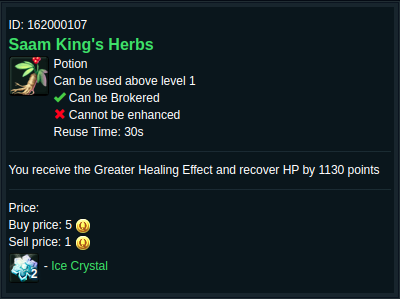 ID: 162000107
Saam King's Herbs
Potion
Can be used above level 1
Can be Brokered
Cannot be enhanced
Reuse Time: 30s
You receive the Greater Healing Effect and recover HP by 1130 points
Price:
Buy price: 5
Sell price: 1
2 - Ice Crystal